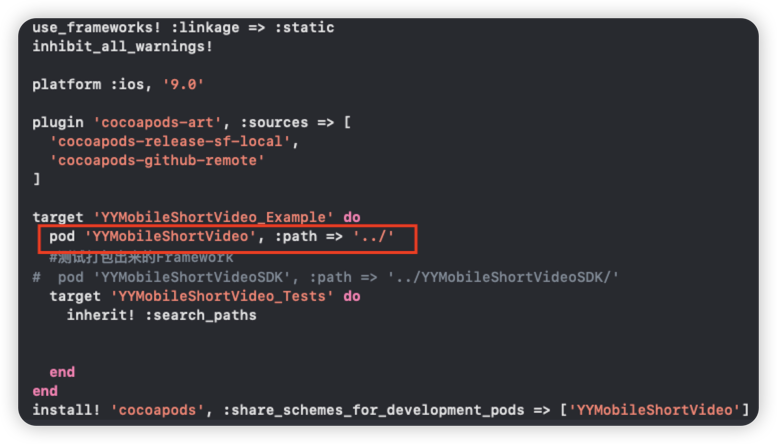 use_frameworks! :linkage => :static
inhibit_all_warnings!
platform :ios, '9.0'
plugin 'cocoapods-art', :sources => [
'cocoapods-release-sf-local',
'cocoapods-github-remote'
]
target 'YYMobileShortVideo_Example' do
pod 'YYMobileShortVideo', :path => '../'
#测试打包出来的Framework
# pod 'YYMobileShortVideoSDK', :path => '../YYMobileShortVideoSDK/'
target 'YYMobileShortVideo_Tests' do
inherit! :search_paths
end
end
install! 'cocoapods', :share_schemes_for_development_pods => ['YYMobileShortVideo']